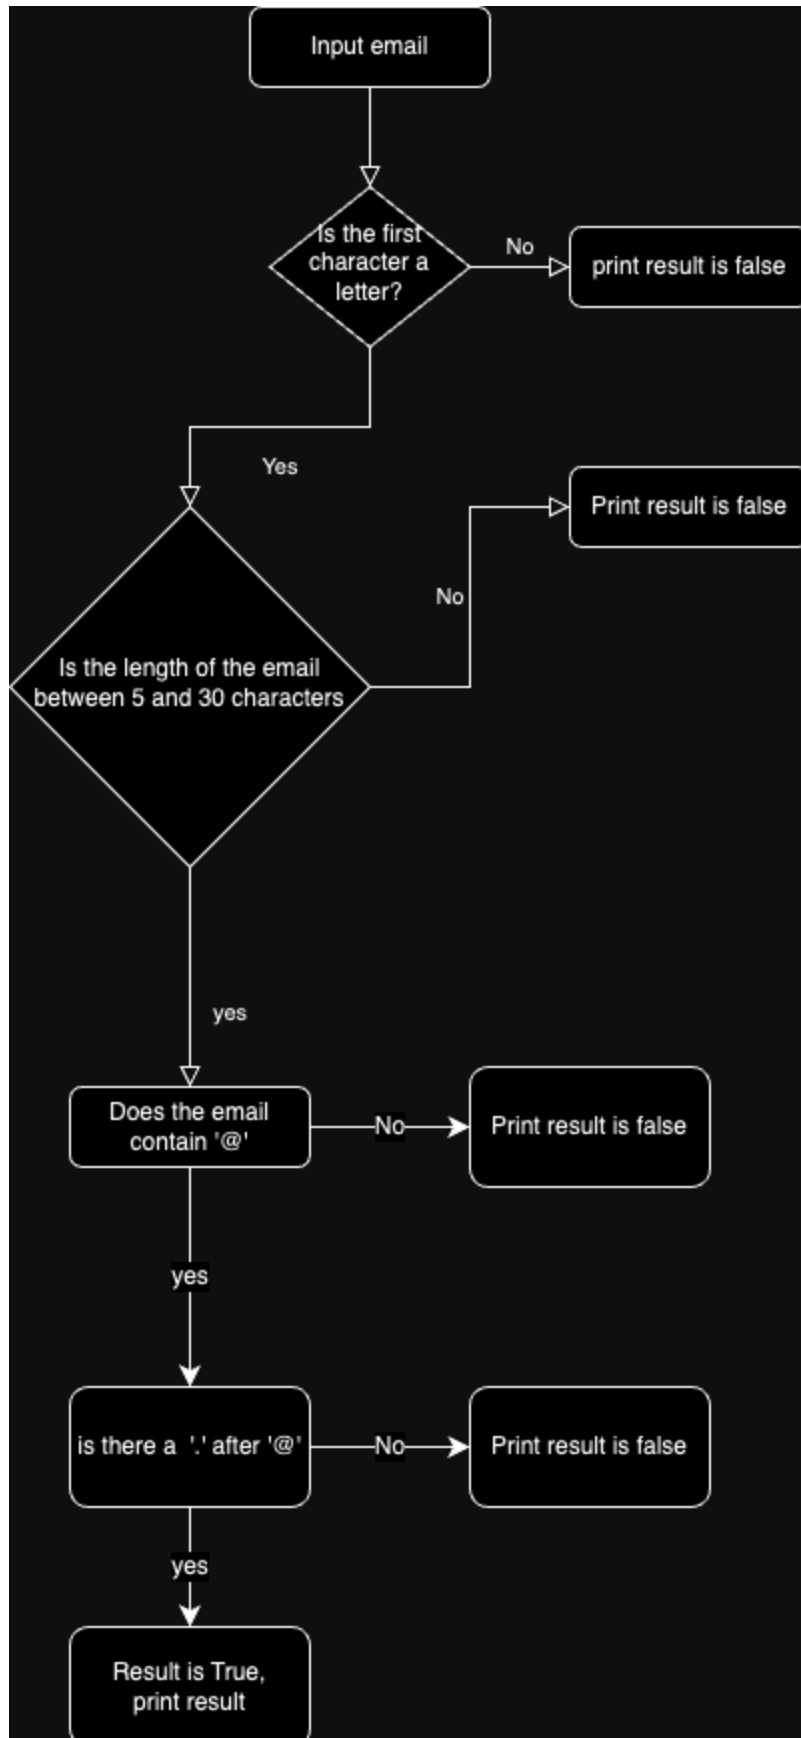 Input email
Is the first
character a
letter?
No
print result is false
Yes
Print result is false
No
Is the length of the email
between 5 and 30 characters
yes
Does the email
contain '@'
No
Print result is false
yes
is there a  '.' after '@'
No
Print result is false
yes
Result is True,
print result